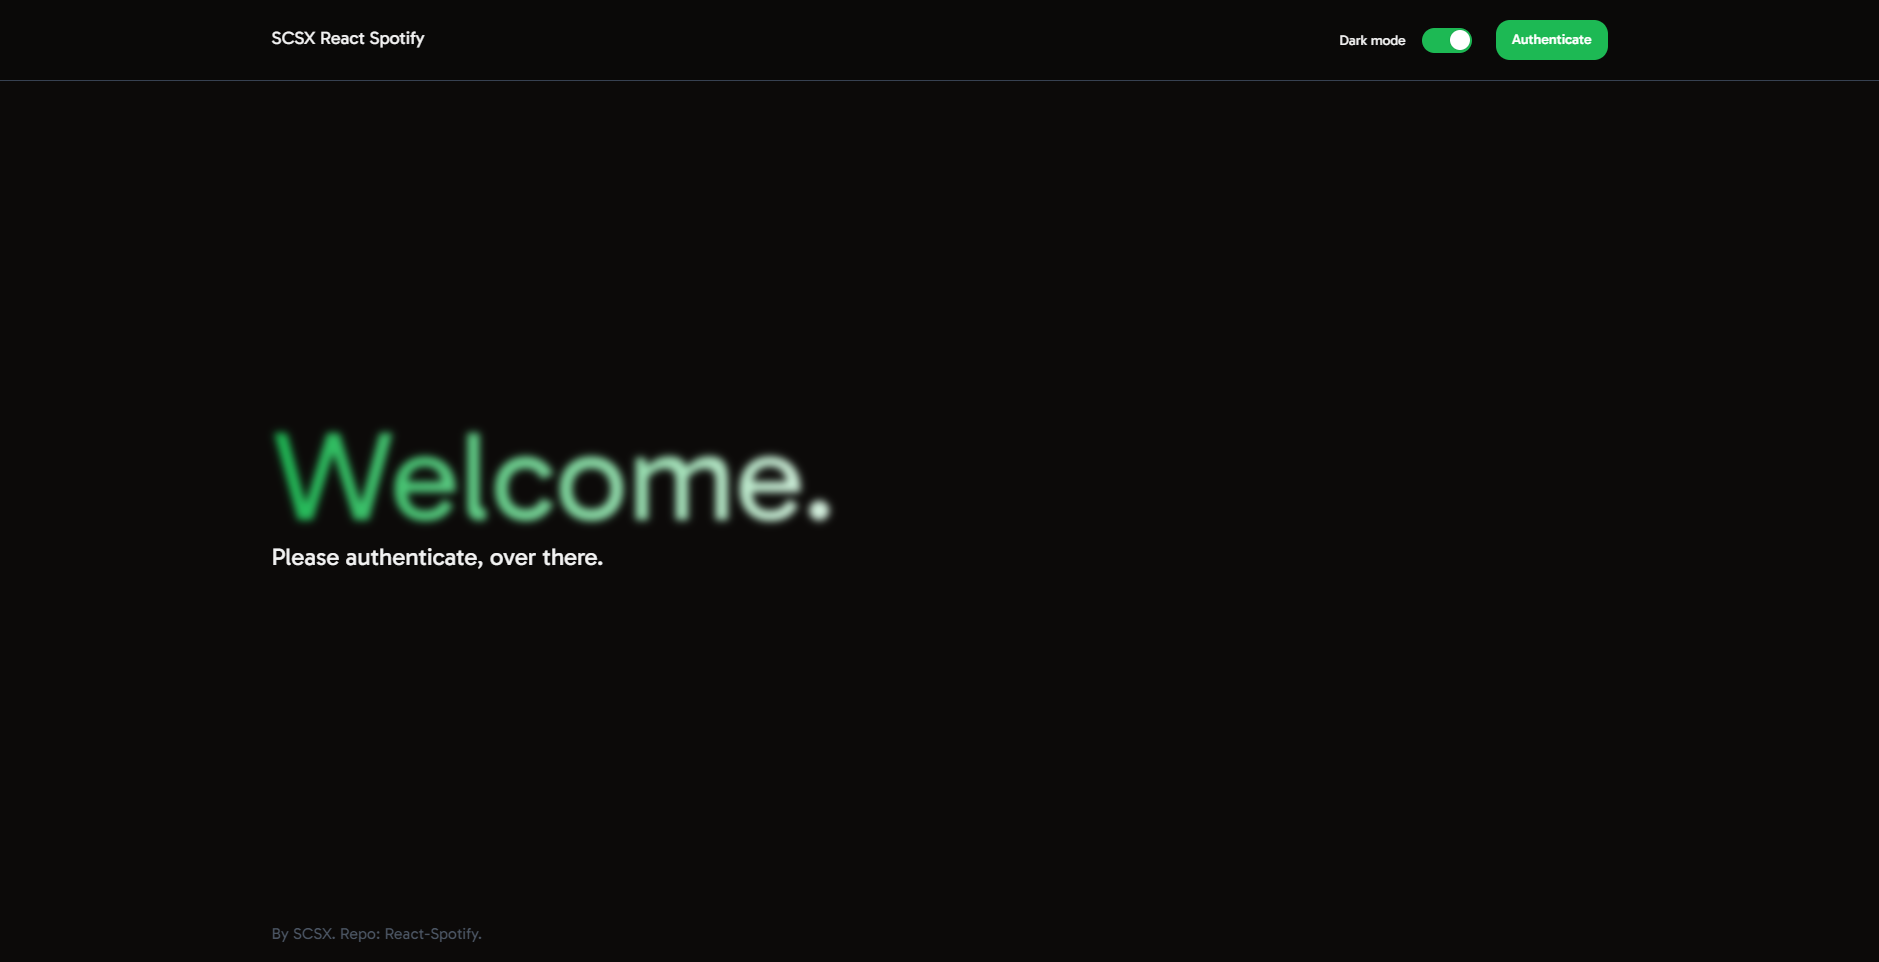 SCSX React Spotify
Dark mode
Authenticate
Welcome.
Please authenticate, over there.
By SCSX. Repo: React-Spotify.